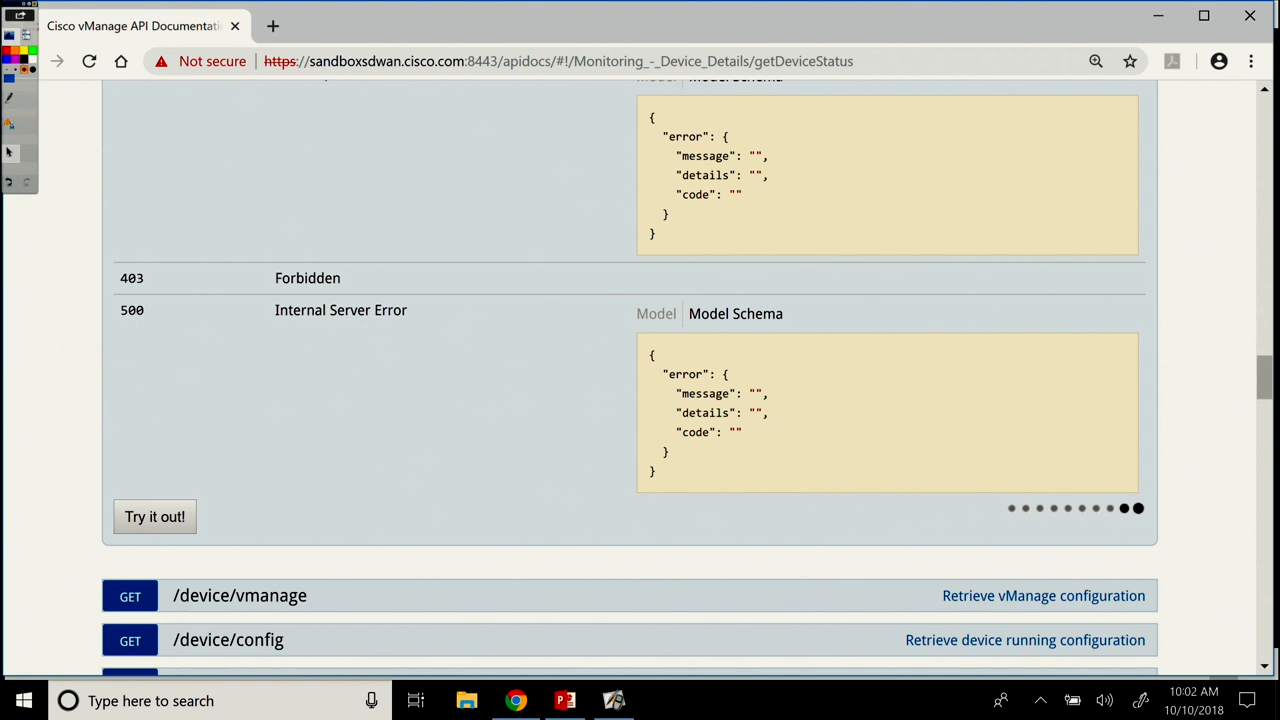 Cisco vManage API Documentati
Not secure
https://sandboxsdwan.cisco.com:8443/apidocs/#!/Monitoring_-_Device_Details/getDeviceStatus
Model Model Schema
{
"error": {
"message": "",
"details": "",
"code": ""
}
}
403 Forbidden
500 Internal Server Error Model Model Schema
{
"error": {
"message": "",
"details": "",
"code": ""
}
}
Try it out!
GET /device/vmanage Retrieve vManage configuration
GET /device/config Retrieve device running configuration
Type here to search
10:02 AM
10/10/2018